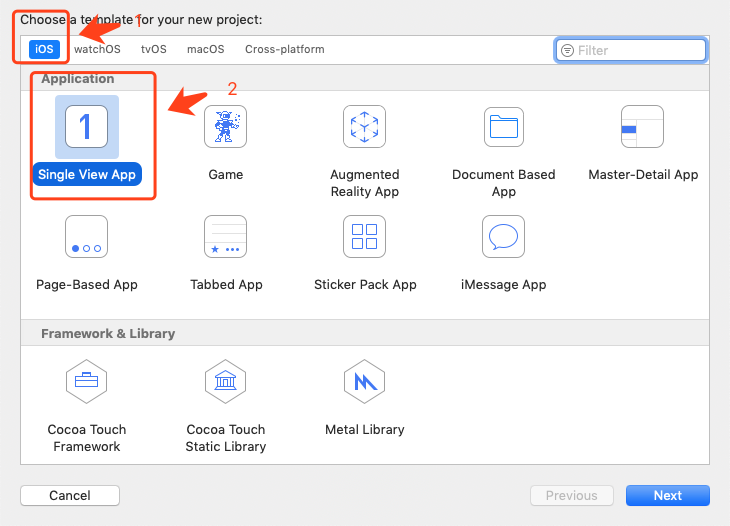 Choose a template for your new project:
1
iOS watchOS tvOS macOS Cross-platform Filter
Application
2
1
Single View App Game Augmented Reality App Document Based App Master-Detail App
Page-Based App Tabbed App Sticker Pack App iMessage App
Framework & Library
Cocoa Touch Framework Cocoa Touch Static Library Metal Library
Cancel Previous Next